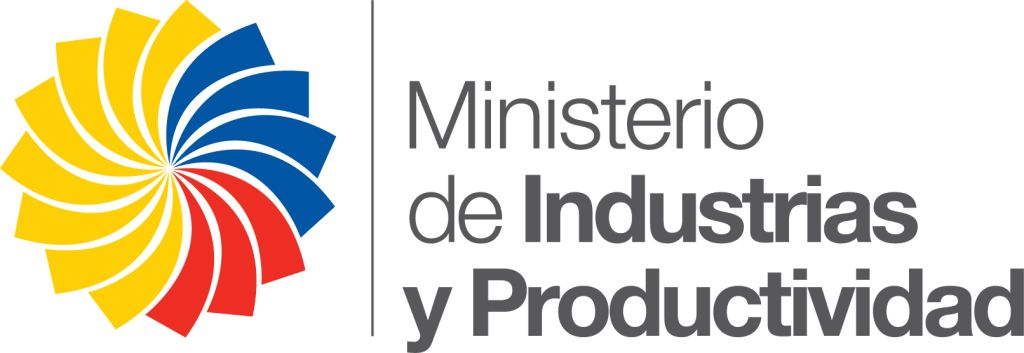 Ministerio
de Industrias
y Productividad